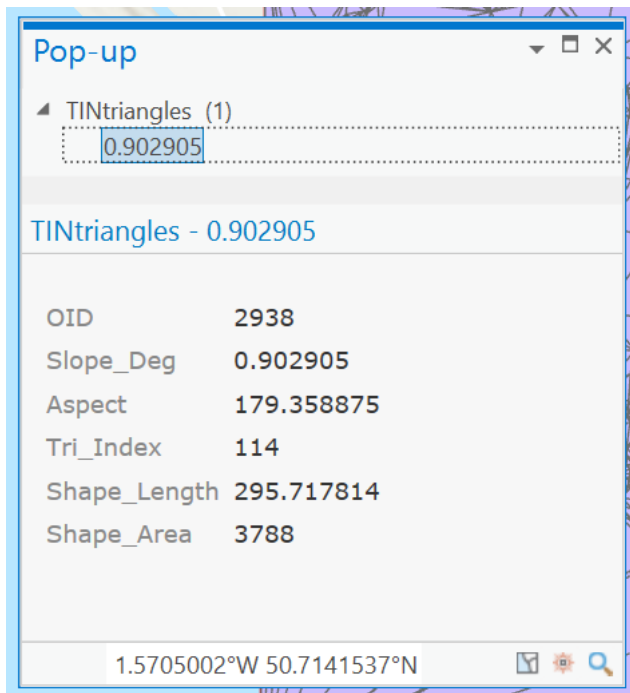 Pop-up
TINtriangles (1)
0.902905
TINtriangles - 0.902905
OID 2938
Slope_Deg 0.902905
Aspect 179.358875
Tri_Index 114
Shape_Length 295.717814
Shape_Area 3788
1.5705002°W 50.7141537°N